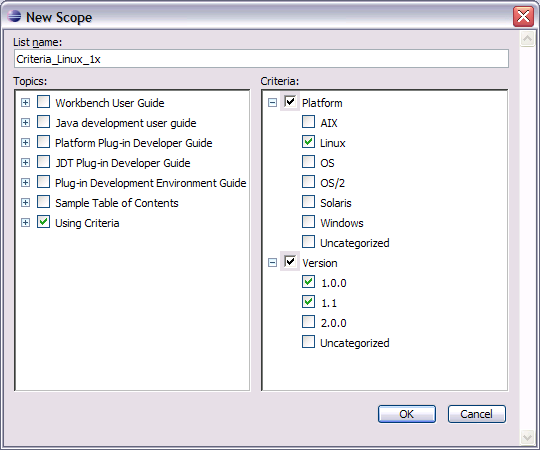 New Scope
List name:
Criteria_Linux_1x
Topics:
Workbench User Guide
Java development user guide
Platform Plug-in Developer Guide
JDT Plug-in Developer Guide
Plug-in Development Environment Guide
Sample Table of Contents
Using Criteria
Criteria:
Platform
AIX
Linux
OS
OS/2
Solaris
Windows
Uncategorized
Version
1.0.0
1.1
2.0.0
Uncategorized
OK
Cancel